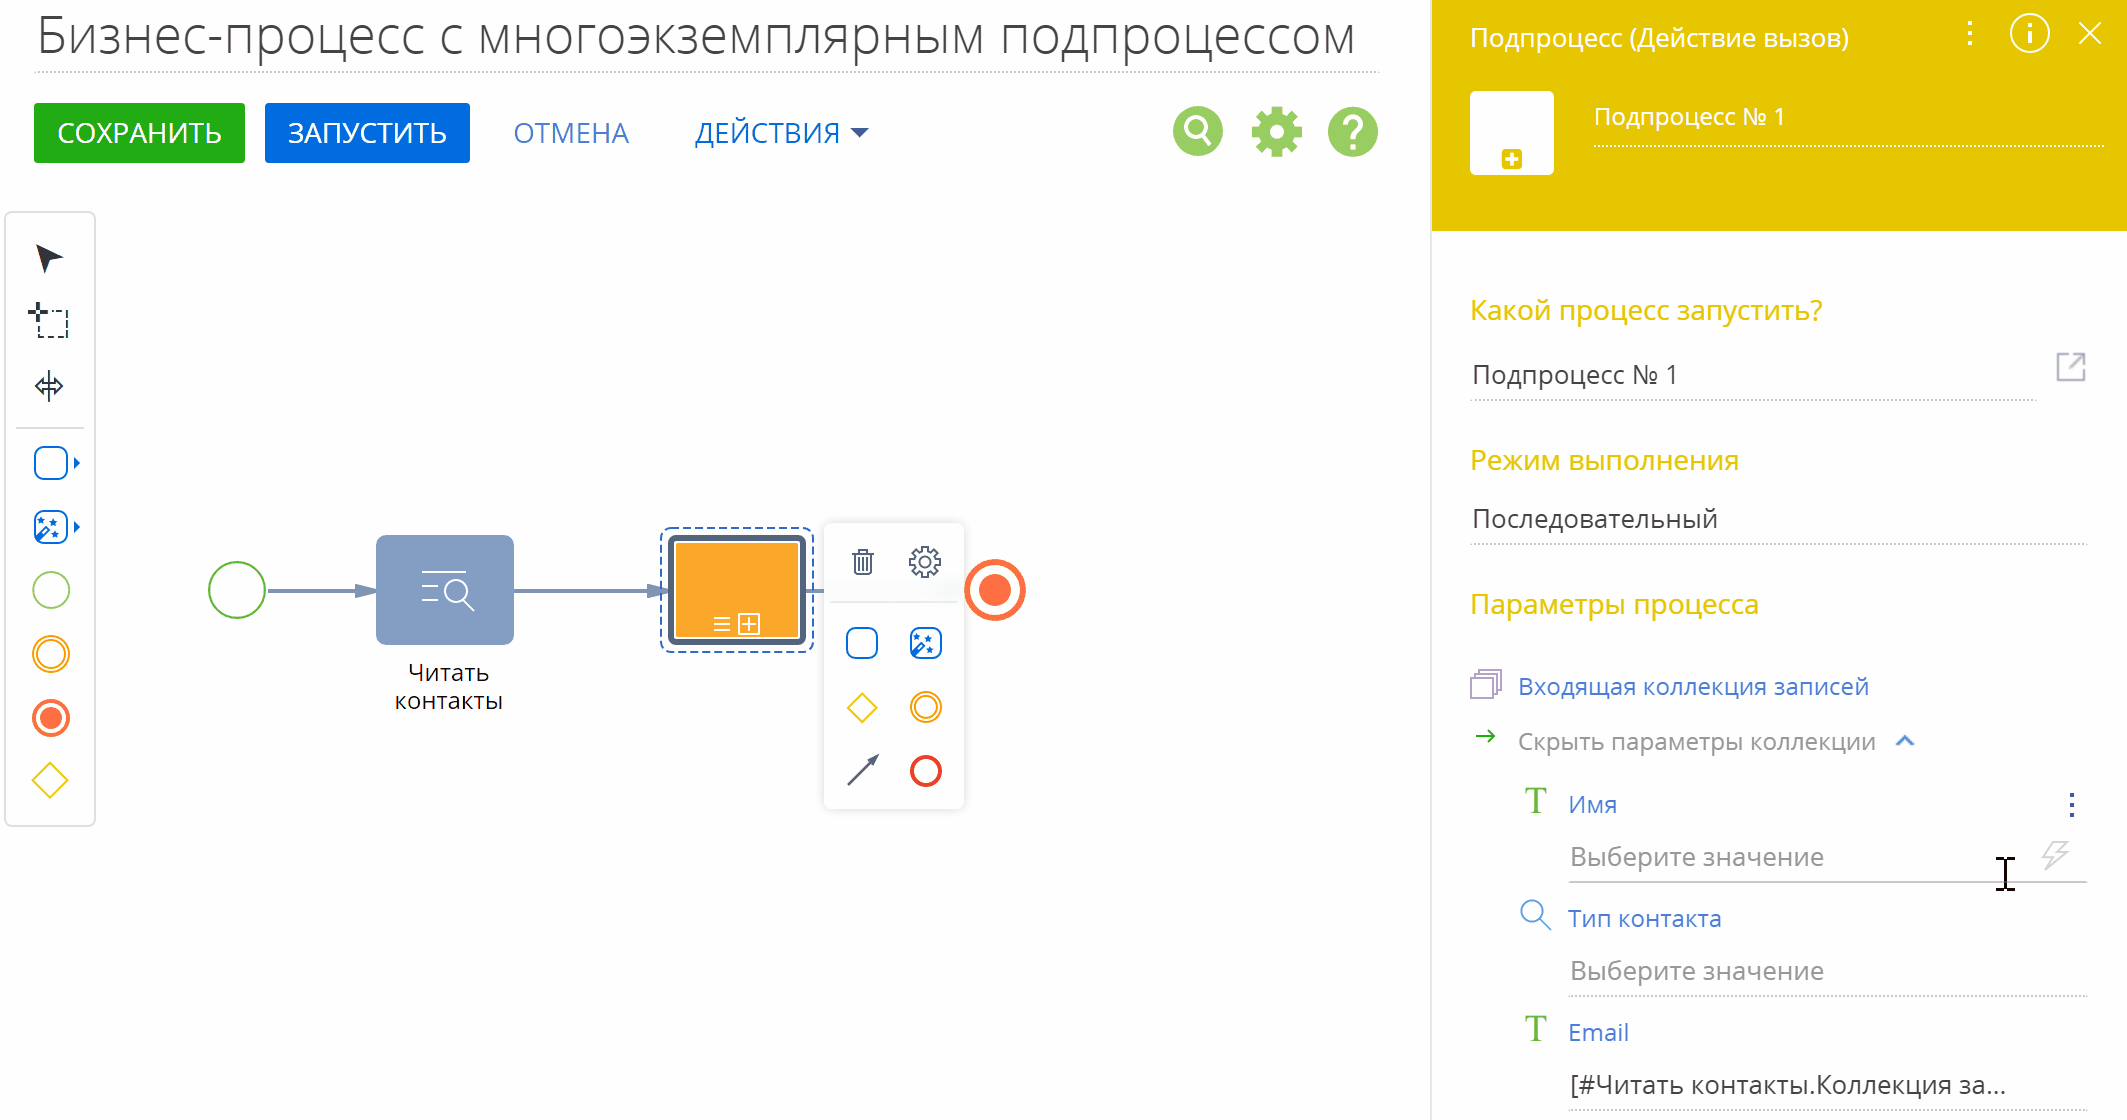 Бизнес-процесс с многоэкземплярным подпроцессом
СОХРАНИТЬ
ЗАПУСТИТЬ
ОТМЕНА
ДЕЙСТВИЯ
Читать
контакты
Подпроцесс (Действие вызов)
Подпроцесс № 1
Какой процесс запустить?
Подпроцесс № 1
Режим выполнения
Последовательный
Параметры процесса
Входящая коллекция записей
Скрыть параметры коллекции
Имя
Выберите значение
Тип контакта
Выберите значение
Email
[#Читать контакты.Коллекция за...